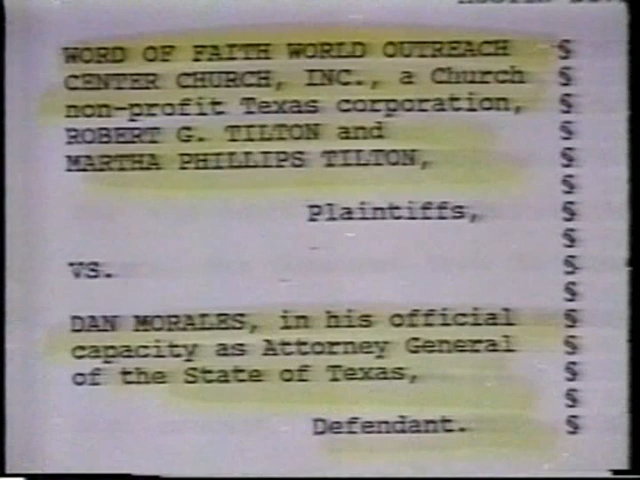 WORD OF FAITH WORLD OUTREACH §
CENTER CHURCH, INC., a Church §
non-profit Texas corporation, §
ROBERT G. TILTON and §
MARTHA PHILLIPS TILTON, §
§
Plaintiffs, §
§
VS. §
§
DAN MORALES, in his official §
capacity as Attorney General §
of the State of Texas, §
§
Defendant. §